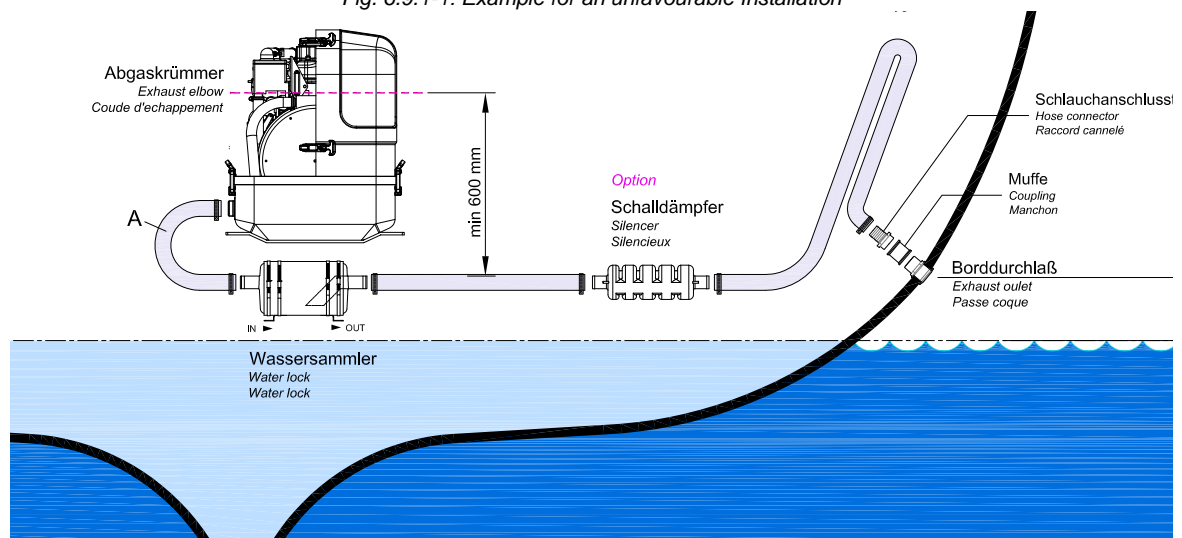 Fig. 6.9.1-1: Example for an unfavourable Installation
Abgaskrümmer
Exhaust elbow
Coude d'echappement
A
min 600 mm
Option
Schalldämpfer
Silencer
Silencieux
Schlauchanschlusst
Hose connector
Raccord cannelé
Muffe
Coupling
Manchon
Borddurchlaß
Exhaust oulet
Passe coque
IN
OUT
Wassersammler
Water lock
Water lock